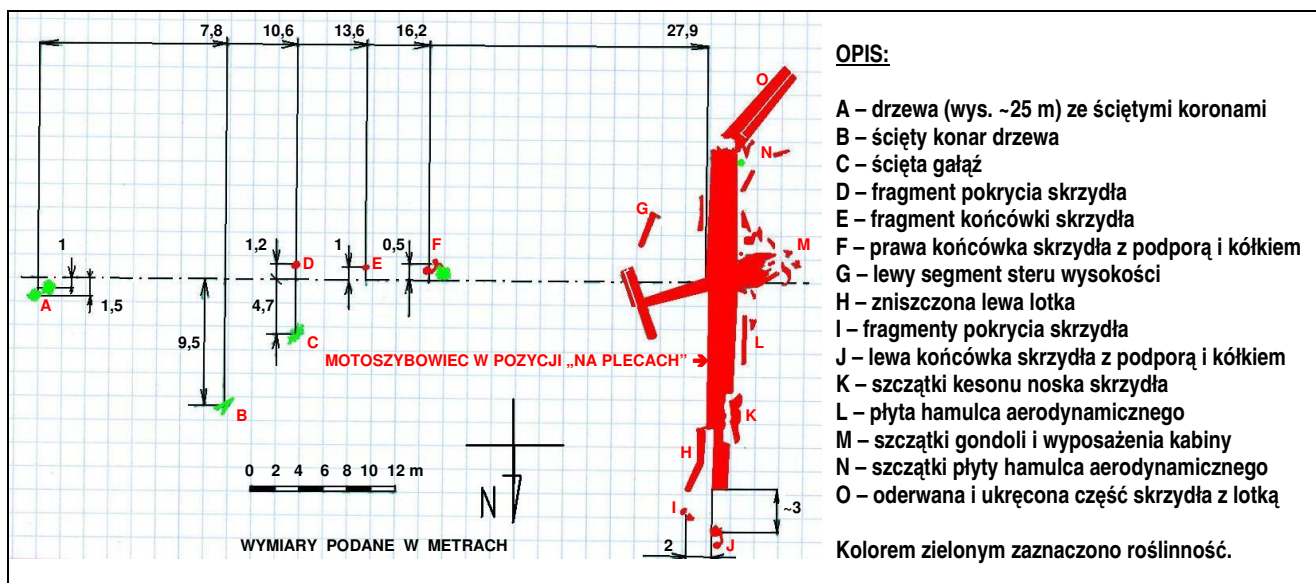 7,8 10,6 13,6 16,2 27,9
O
N
G
M
1 1,2 D 1 E 0,5 F
A 1,5 4,7
C
9,5
L
MOTOSZYBOWIEC W POZYCJI „NA PLECACH” ➔
B
K
H
0 2 4 6 8 10 12 m
N
I
~3
J
WYMIARY PODANE W METRACH
2
OPIS:
A – drzewa (wys. ~25 m) ze ściętymi koronami
B – ścięty konar drzewa
C – ścięta gałąź
D – fragment pokrycia skrzydła
E – fragment końcówki skrzydła
F – prawa końcówka skrzydła z podporą i kółkiem
G – lewy segment steru wysokości
H – zniszczona lewa lotka
I – fragmenty pokrycia skrzydła
J – lewa końcówka skrzydła z podporą i kółkiem
K – szczątki kesonu noska skrzydła
L – płyta hamulca aerodynamicznego
M – szczątki gondoli i wyposażenia kabiny
N – szczątki płyty hamulca aerodynamicznego
O – oderwana i ukręcona część skrzydła z lotką
Kolorem zielonym zaznaczono roślinność.